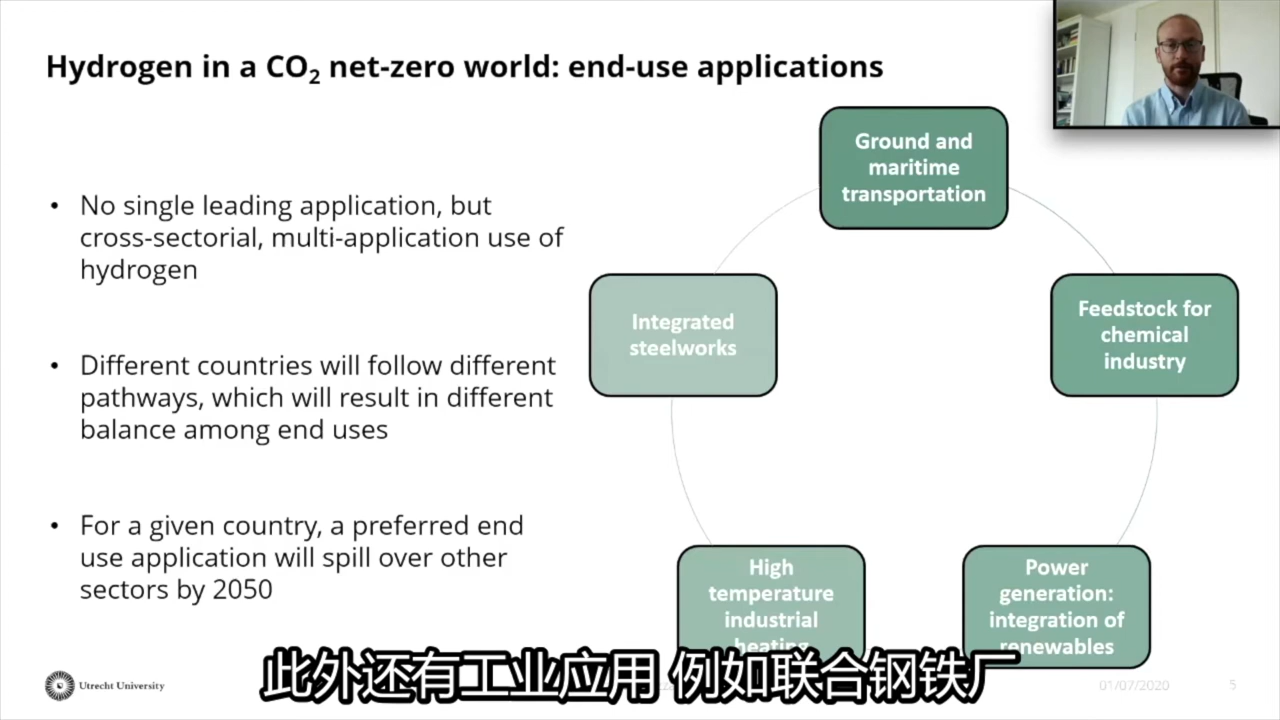 Hydrogen in a CO₂ net-zero world: end-use applications
• No single leading application, but
cross-sectorial, multi-application use of
hydrogen
• Different countries will follow different
pathways, which will result in different
balance among end uses
• For a given country, a preferred end
use application will spill over other
sectors by 2050
Ground and
maritime
transportation
Feedstock for
chemical
industry
Power
generation:
integration of
renewables
High
temperature
industrial
heating
Integrated
steelworks
此外还有工业应用 例如联合钢铁厂
Utrecht University
01/07/2020
5